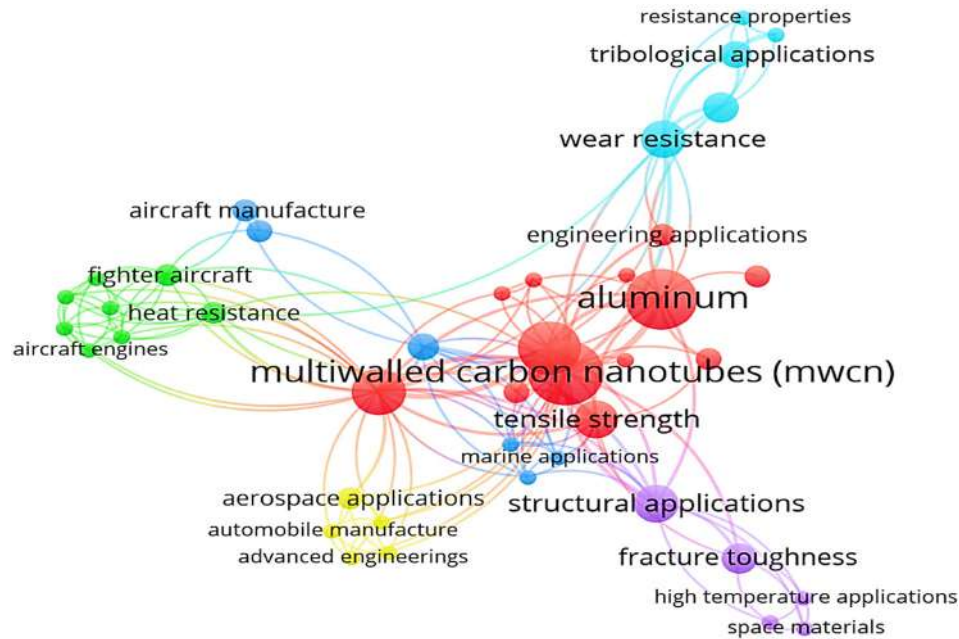 resistance properties
tribological applications
wear resistance
aircraft manufacture
engineering applications
fighter aircraft
aluminum
heat resistance
aircraft engines
multiwalled carbon nanotubes (mwcn)
tensile strength
marine applications
aerospace applications
structural applications
automobile manufacture
advanced engineerings
fracture toughness
high temperature applications
space materials